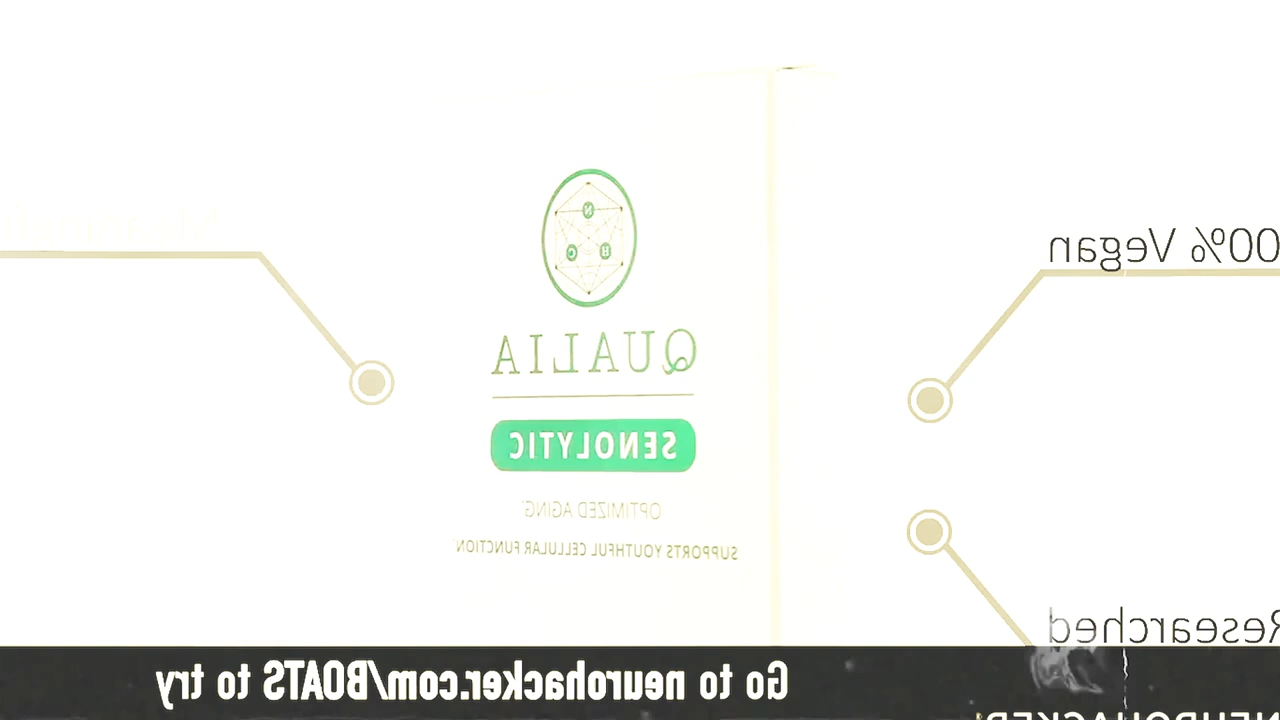 00% Vegan
N
H C
QUALIA
SENOLYTIC
OPTIMIZED AGING
SUPPORTS YOUTHFUL CELLULAR FUNCTION
Researched
Go to neurohacker.com/BOATS to try